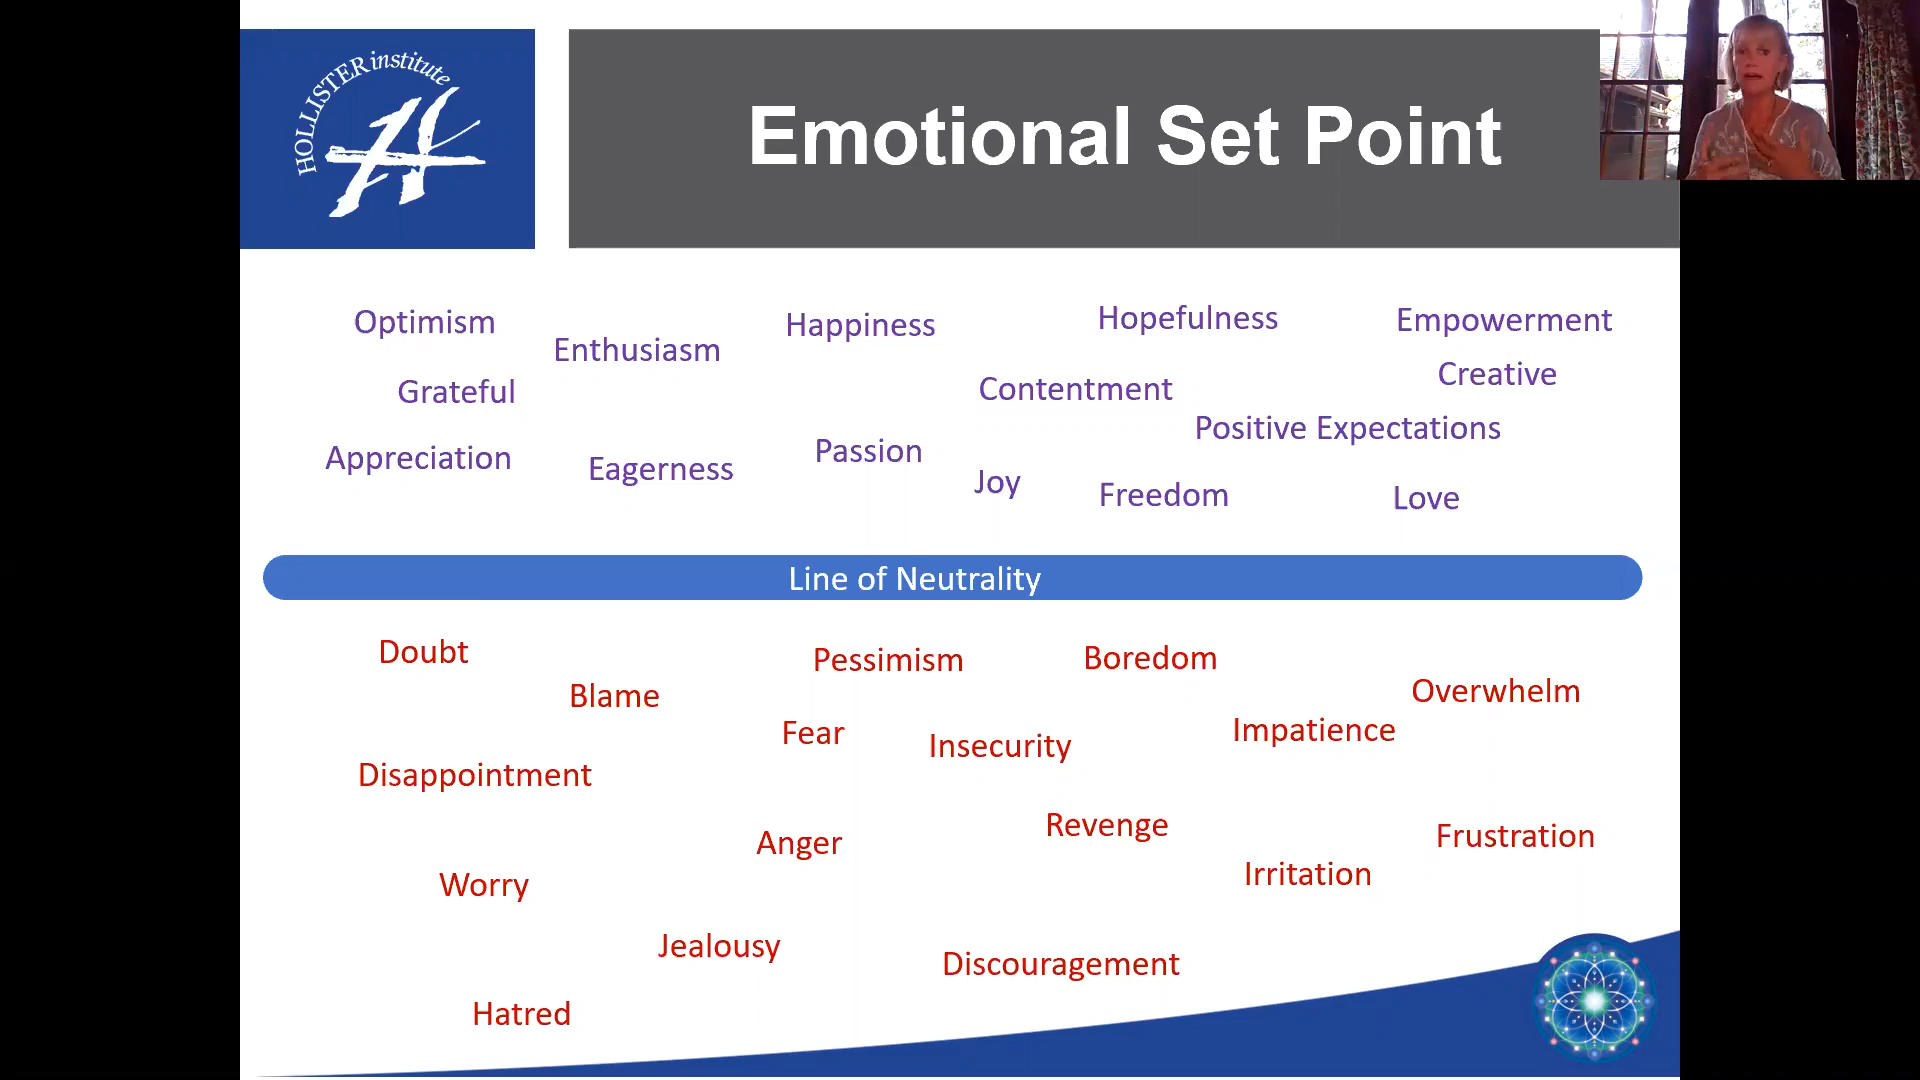 HOLLISTER institute
Emotional Set Point
Optimism
Enthusiasm
Happiness
Hopefulness
Empowerment
Grateful
Contentment
Creative
Positive Expectations
Appreciation
Eagerness
Passion
Joy
Freedom
Love
Line of Neutrality
Doubt
Pessimism
Boredom
Blame
Overwhelm
Fear
Insecurity
Impatience
Disappointment
Anger
Revenge
Frustration
Worry
Irritation
Jealousy
Discouragement
Hatred